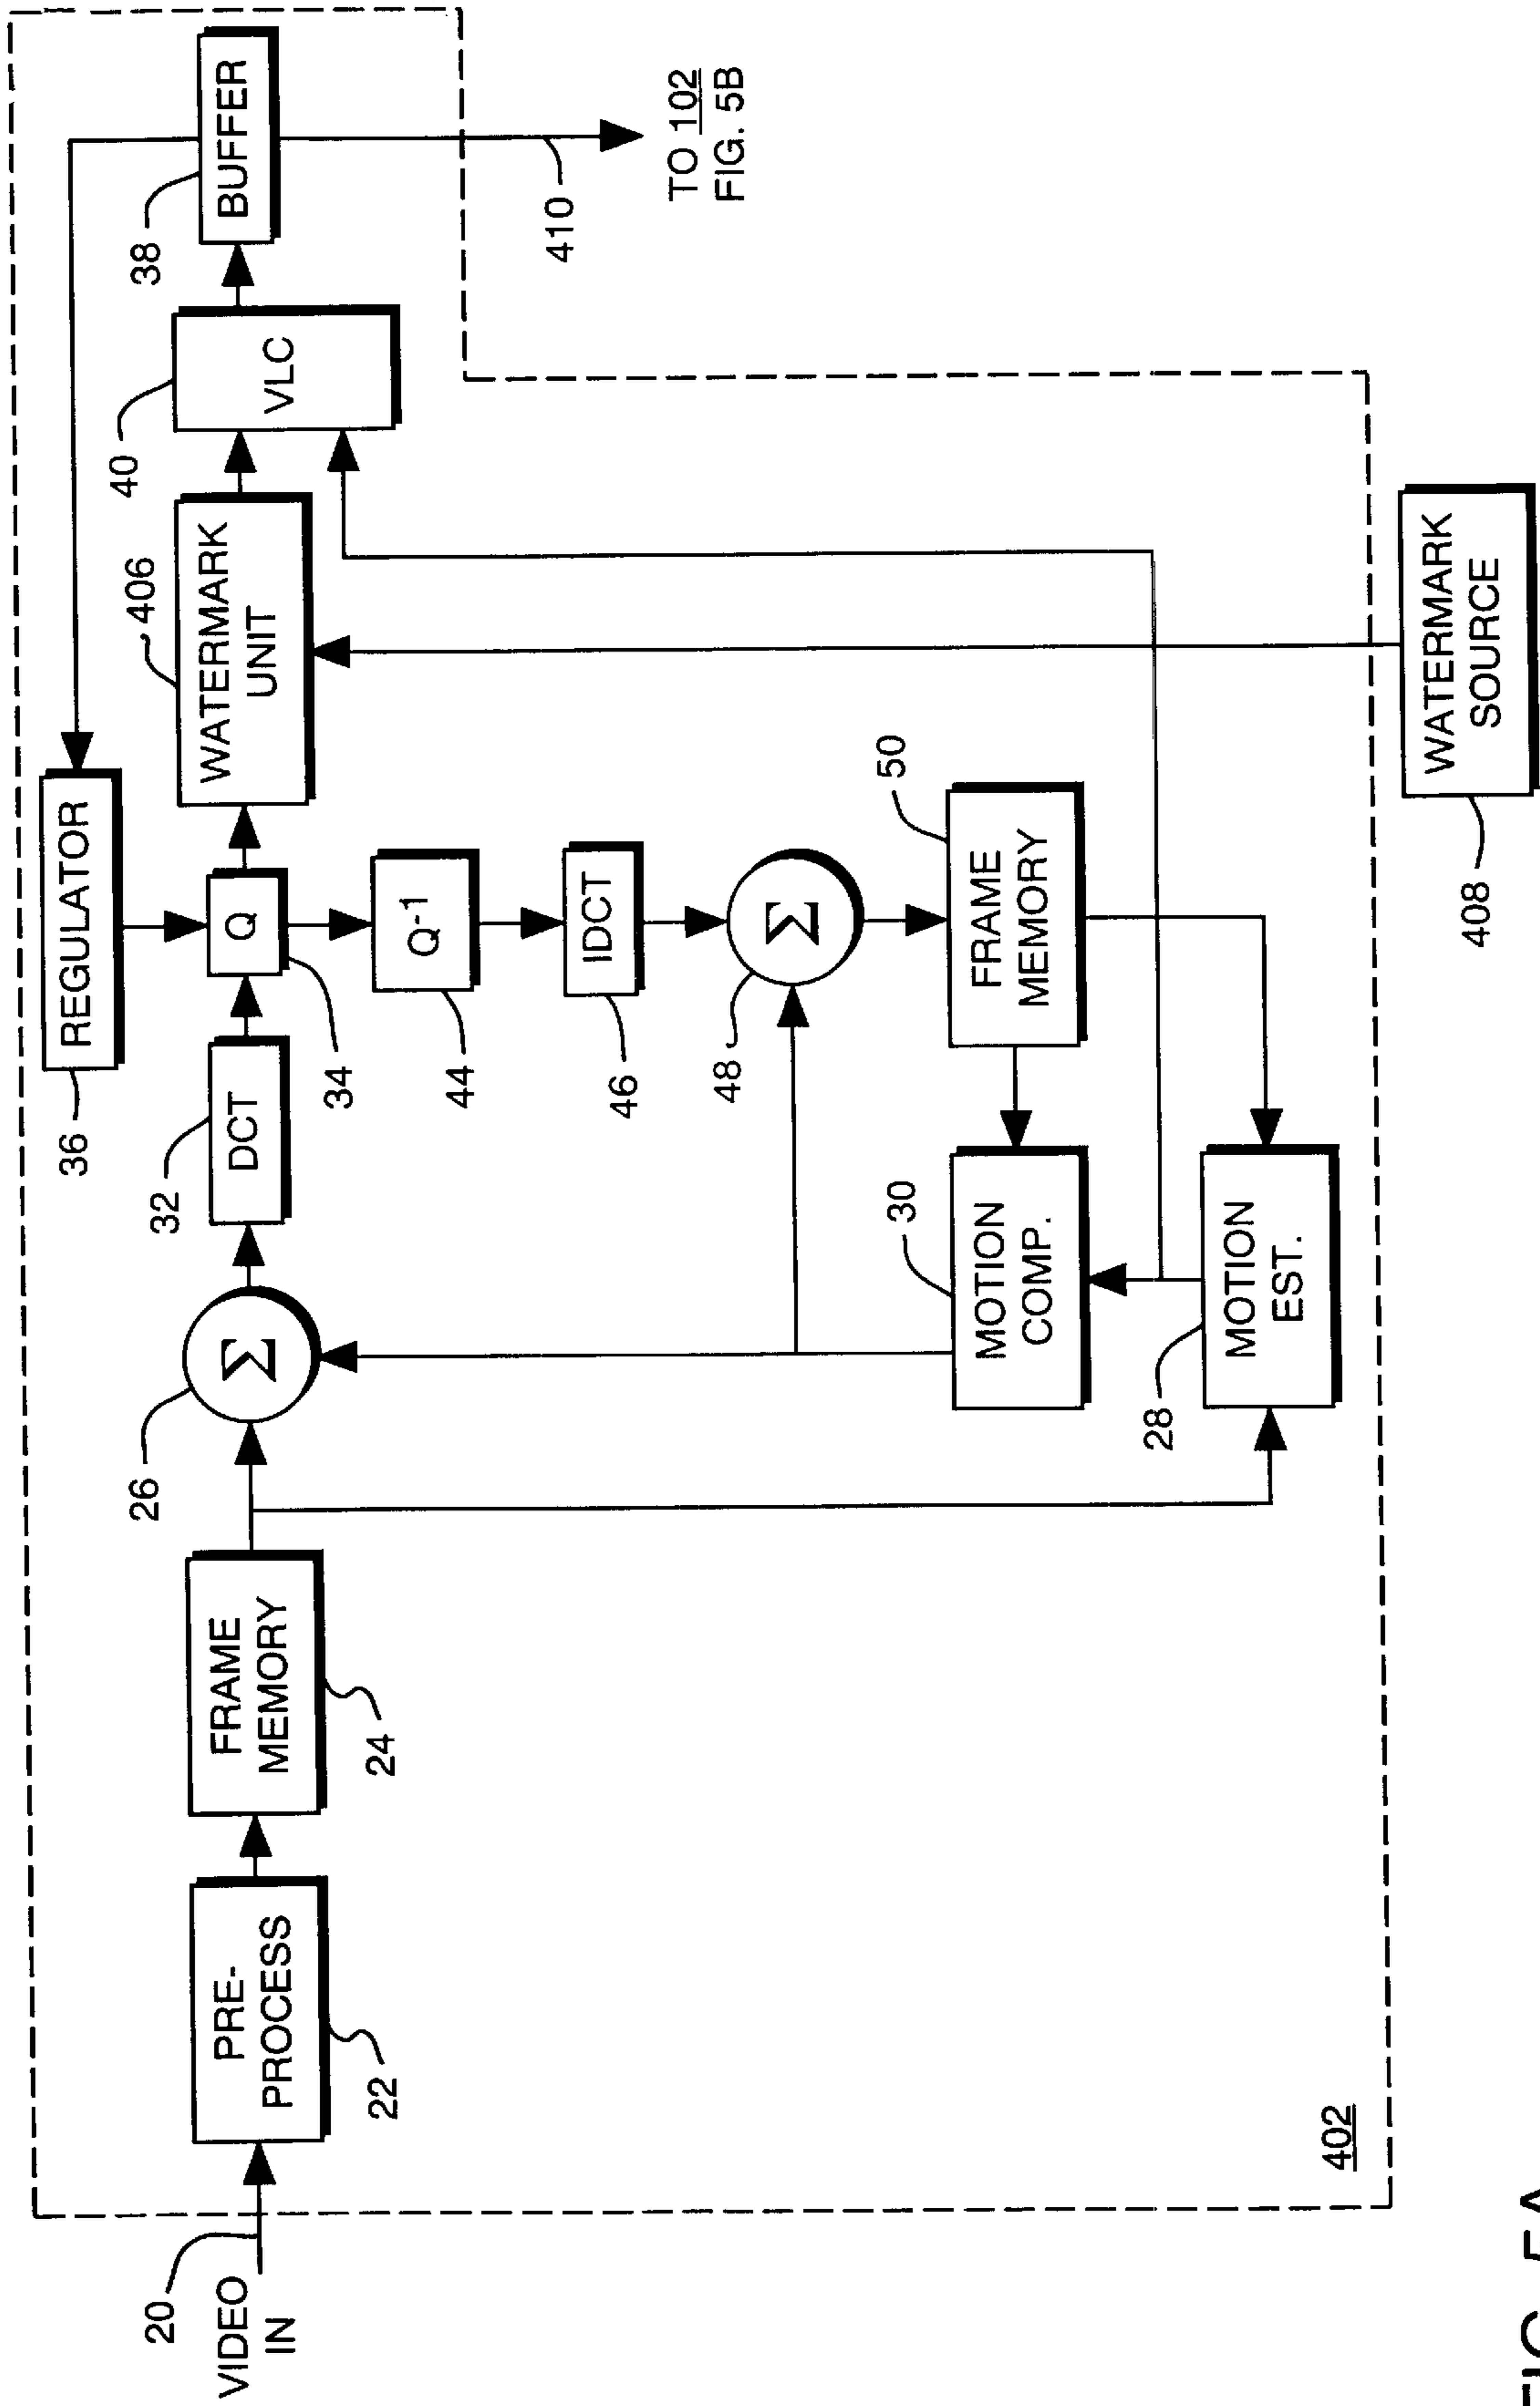 36
REGULATOR
38
BUFFER
40
VLC
406
WATERMARK
UNIT
Q
34
32
DCT
26
Σ
24
FRAME
MEMORY
22
PRE-
PROCESS
20
VIDEO
IN
Q-1
44
IDCT
46
48
Σ
50
FRAME
MEMORY
30
MOTION
COMP.
28
MOTION
EST.
410
TO 102
FIG. 5B
WATERMARK
SOURCE
408
402
FIG. 5A